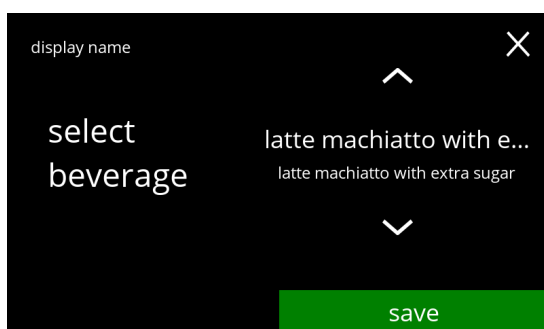 display name
select
beverage
latte machiatto with e...
latte machiatto with extra sugar
save